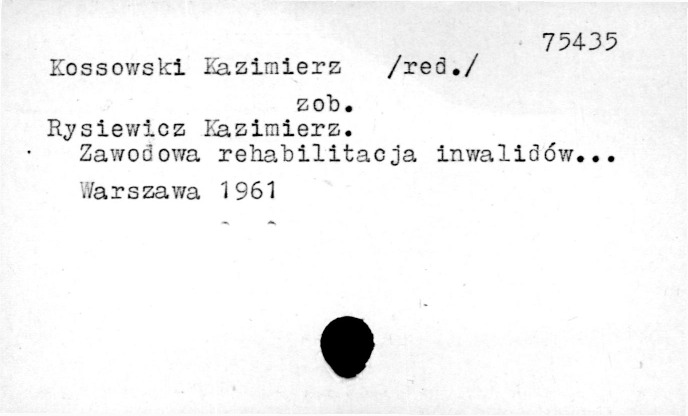 75435
Kossowski Kazimierz /red./
zob.
Rysiewicz Kazimierz.
Zawodowa rehabilitacja inwalidów...
Warszawa 1961